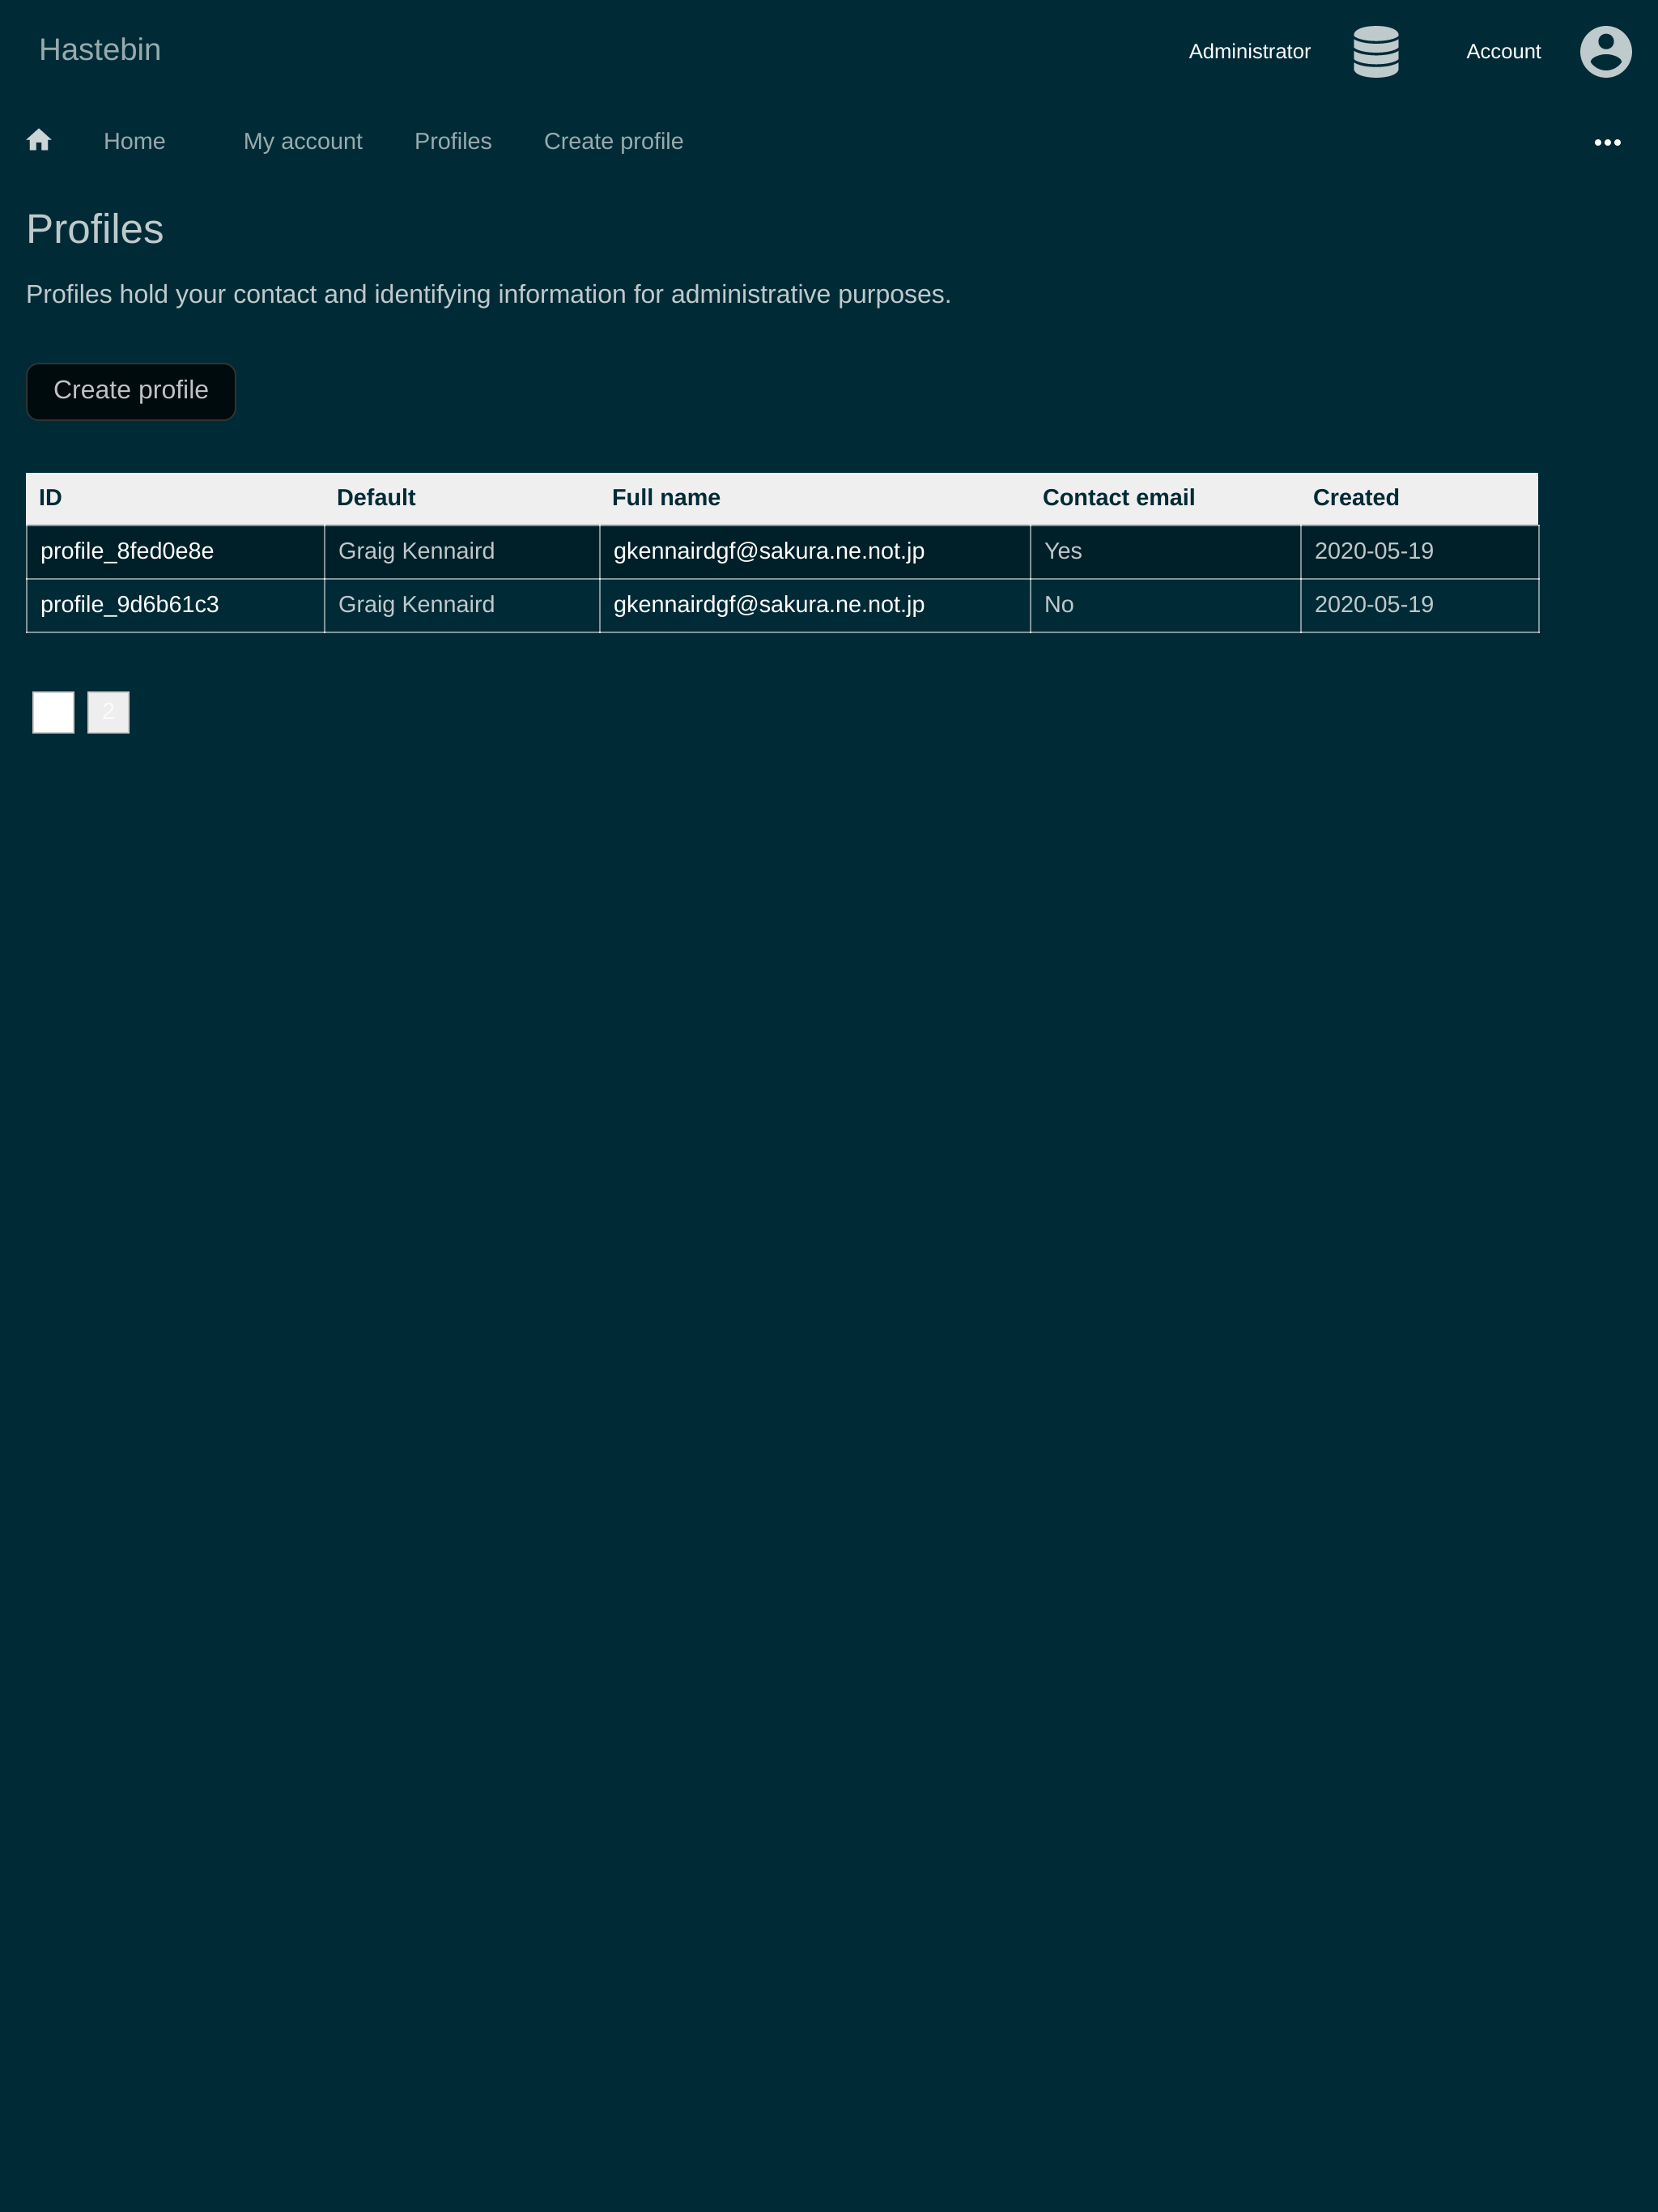 Hastebin Administrator Account
Home My account Profiles Create profile
Profiles
Profiles hold your contact and identifying information for administrative purposes.
Create profile
ID Default Full name Contact email Created
profile_8fed0e8e Graig Kennaird gkennairdgf@sakura.ne.not.jp Yes 2020-05-19
profile_9d6b61c3 Graig Kennaird gkennairdgf@sakura.ne.not.jp No 2020-05-19
2